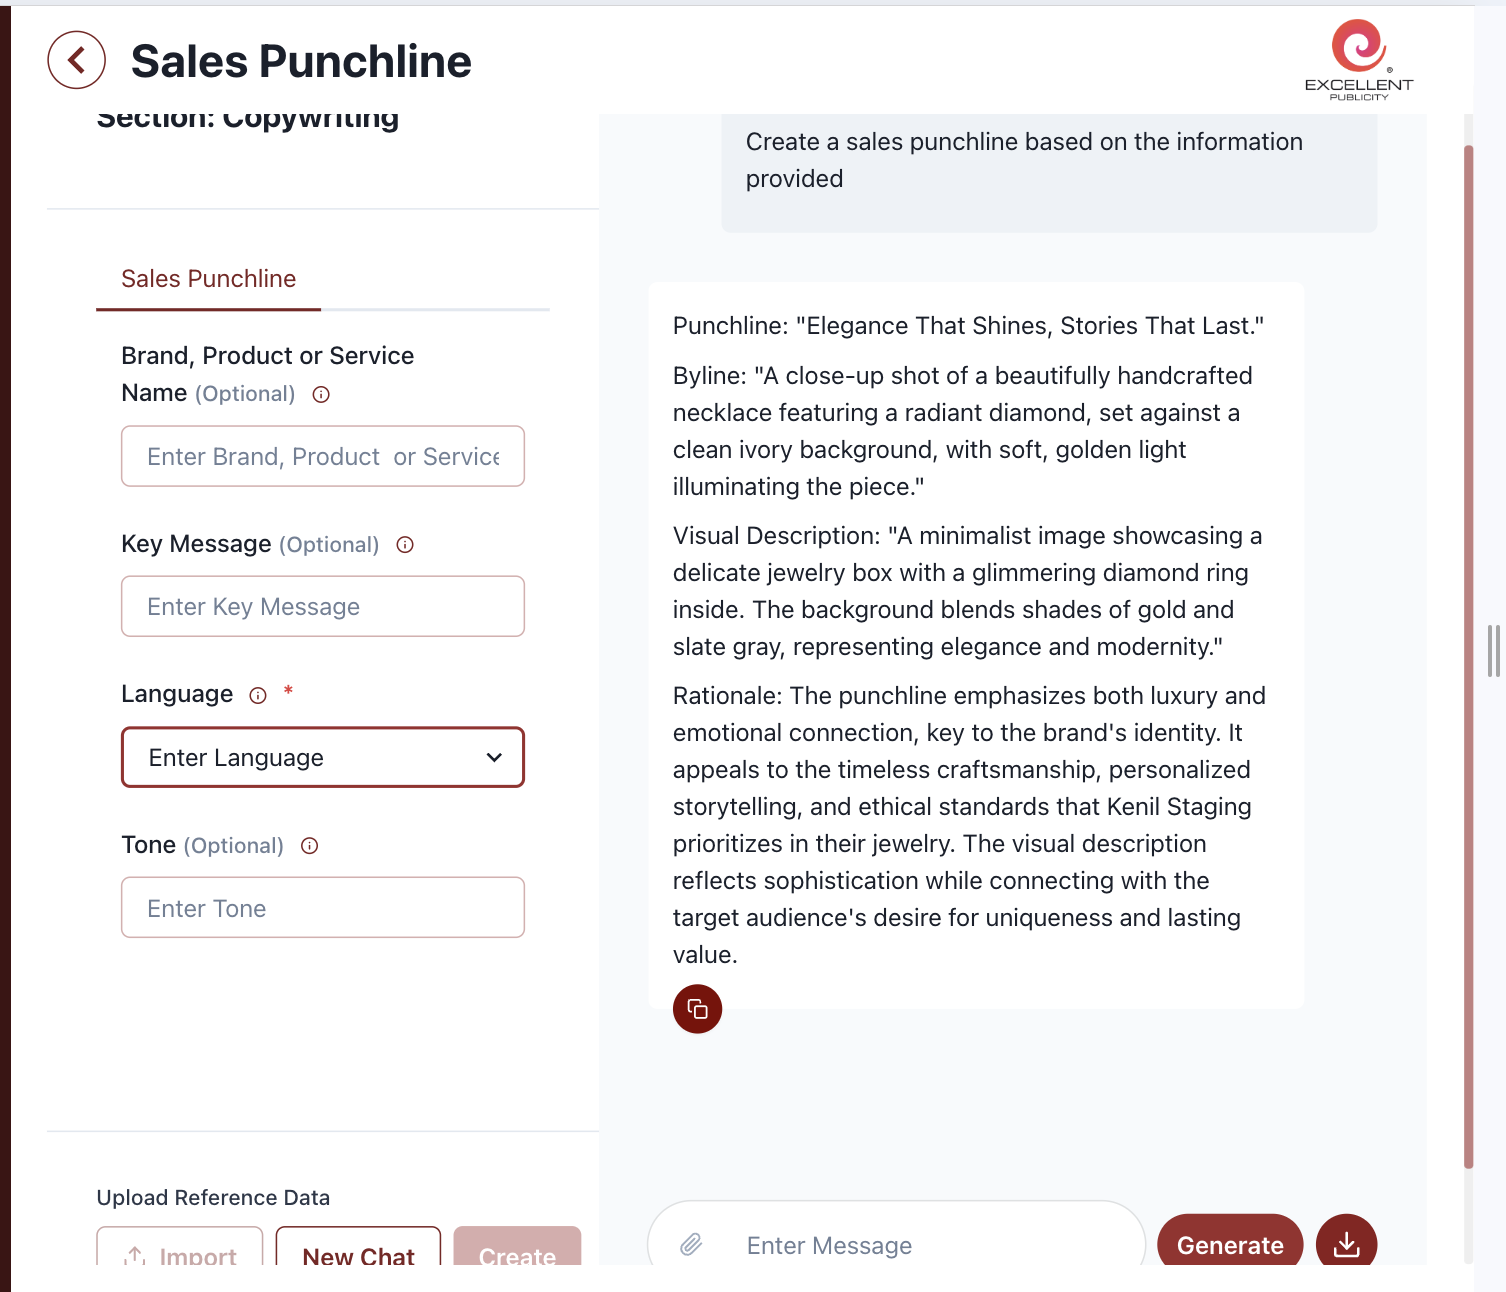 Sales Punchline
EXCELLENT
PUBLICITY
Section: Copywriting
Sales Punchline
Brand, Product or Service
Name (Optional)
Enter Brand, Product or Service
Key Message (Optional)
Enter Key Message
Language *
Enter Language
Tone (Optional)
Enter Tone
Upload Reference Data
Import
New Chat
Create
Create a sales punchline based on the information
provided
Punchline: "Elegance That Shines, Stories That Last."
Byline: "A close-up shot of a beautifully handcrafted
necklace featuring a radiant diamond, set against a
clean ivory background, with soft, golden light
illuminating the piece."
Visual Description: "A minimalist image showcasing a
delicate jewelry box with a glimmering diamond ring
inside. The background blends shades of gold and
slate gray, representing elegance and modernity."
Rationale: The punchline emphasizes both luxury and
emotional connection, key to the brand's identity. It
appeals to the timeless craftsmanship, personalized
storytelling, and ethical standards that Kenil Staging
prioritizes in their jewelry. The visual description
reflects sophistication while connecting with the
target audience's desire for uniqueness and lasting
value.
Enter Message
Generate